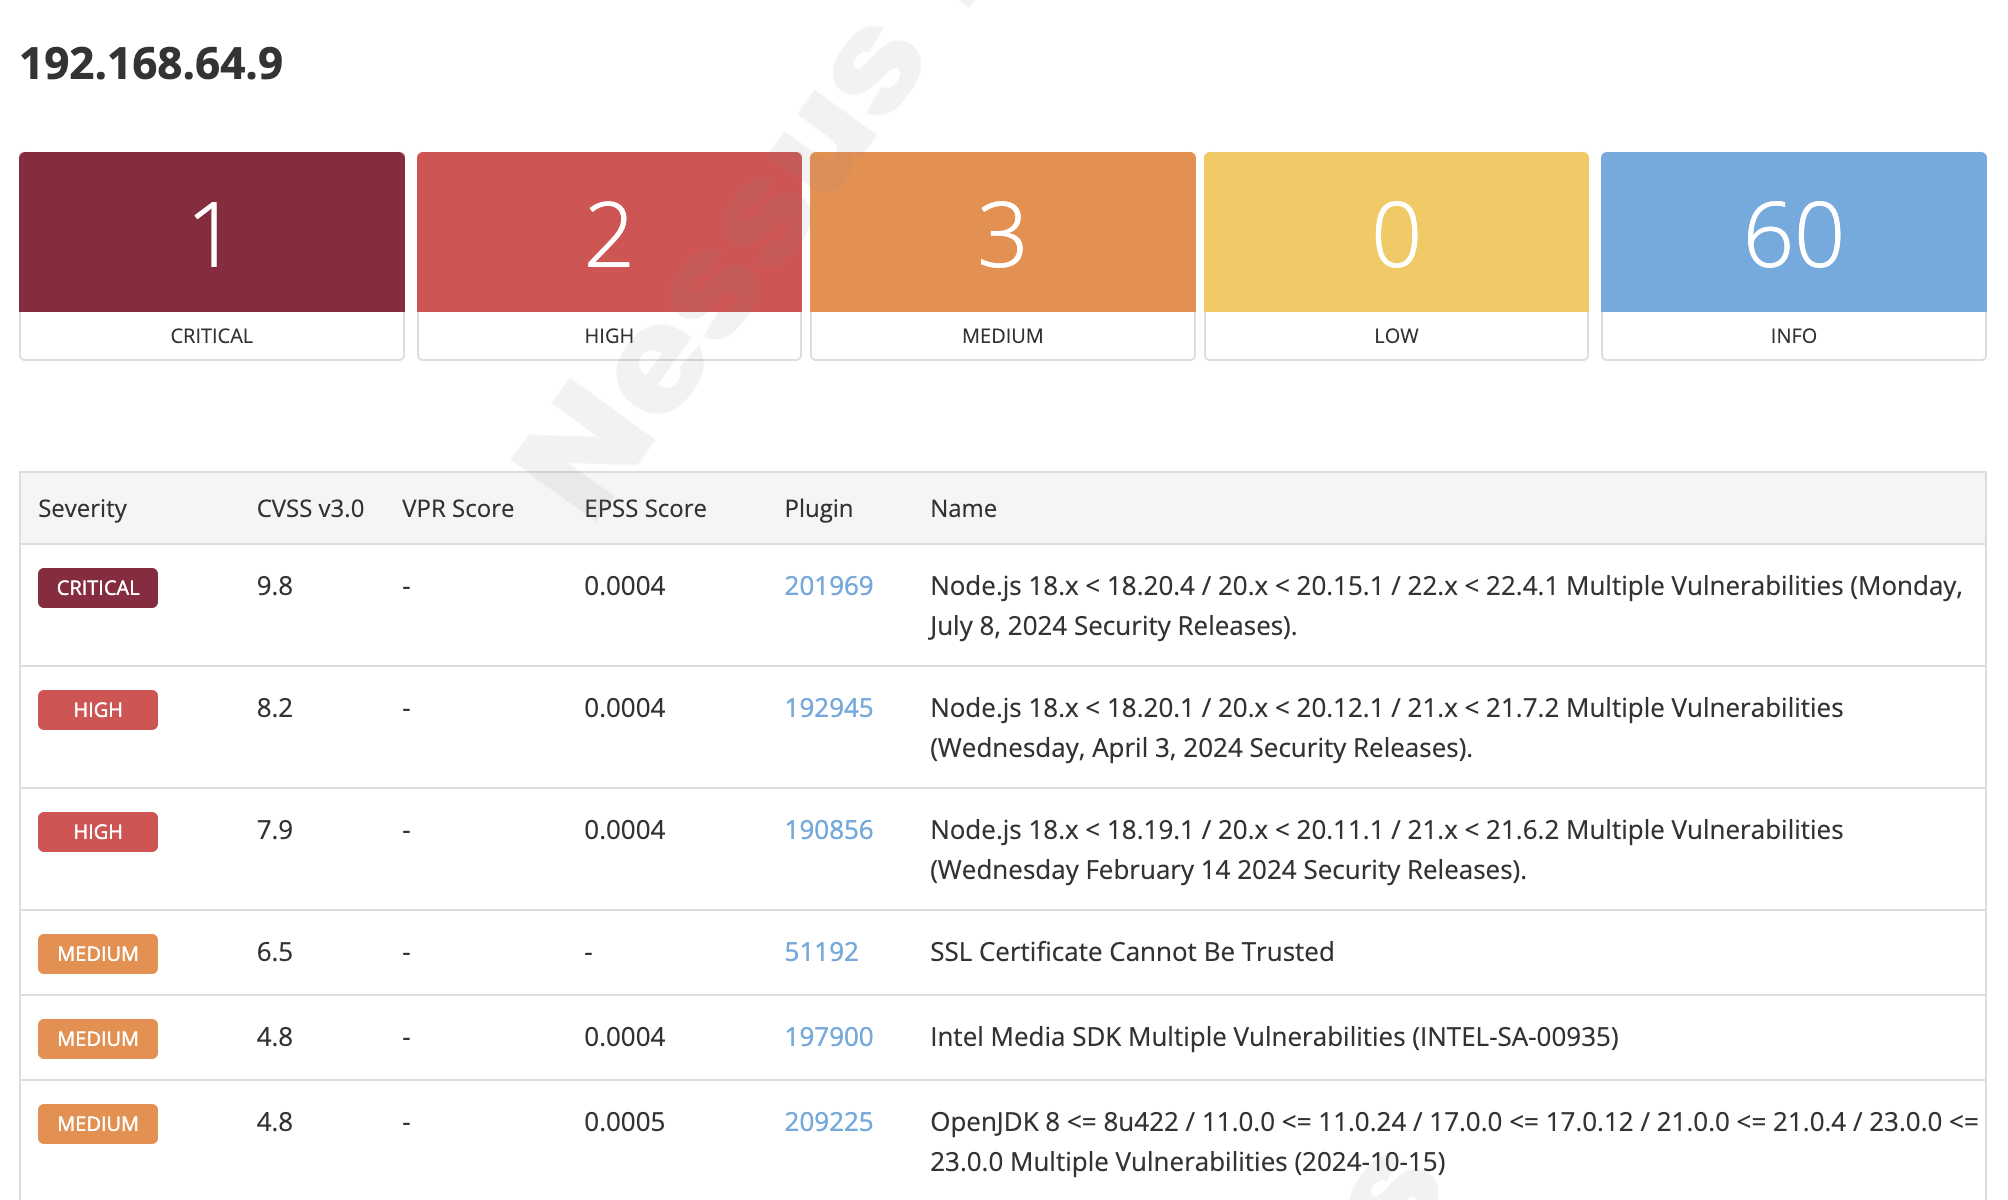 192.168.64.9
1 2 3 0 60
CRITICAL HIGH MEDIUM LOW INFO
Nessus
Severity CVSS v3.0 VPR Score EPSS Score Plugin Name
CRITICAL 9.8 - 0.0004 201969 Node.js 18.x < 18.20.4 / 20.x < 20.15.1 / 22.x < 22.4.1 Multiple Vulnerabilities (Monday,
July 8, 2024 Security Releases).
HIGH 8.2 - 0.0004 192945 Node.js 18.x < 18.20.1 / 20.x < 20.12.1 / 21.x < 21.7.2 Multiple Vulnerabilities
(Wednesday, April 3, 2024 Security Releases).
HIGH 7.9 - 0.0004 190856 Node.js 18.x < 18.19.1 / 20.x < 20.11.1 / 21.x < 21.6.2 Multiple Vulnerabilities
(Wednesday February 14 2024 Security Releases).
MEDIUM 6.5 - - 51192 SSL Certificate Cannot Be Trusted
MEDIUM 4.8 - 0.0004 197900 Intel Media SDK Multiple Vulnerabilities (INTEL-SA-00935)
MEDIUM 4.8 - 0.0005 209225 OpenJDK 8 <= 8u422 / 11.0.0 <= 11.0.24 / 17.0.0 <= 17.0.12 / 21.0.0 <= 21.0.4 / 23.0.0 <=
23.0.0 Multiple Vulnerabilities (2024-10-15)